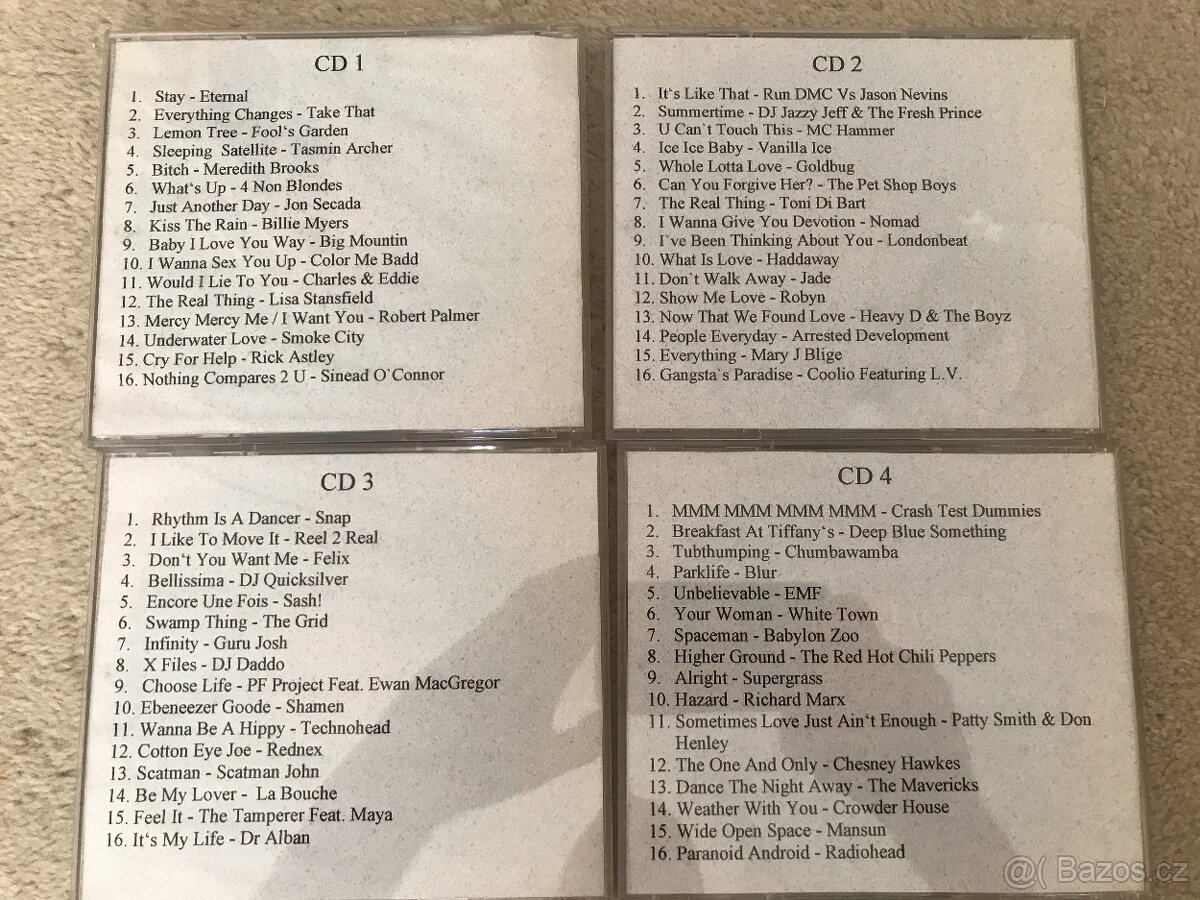 CD 1
1. Stay - Eternal
2. Everything Changes - Take That
3. Lemon Tree - Fool‘s Garden
4. Sleeping Satellite - Tasmin Archer
5. Bitch - Meredith Brooks
6. What‘s Up - 4 Non Blondes
7. Just Another Day - Jon Secada
8. Kiss The Rain - Billie Myers
9. Baby I Love You Way - Big Mountin
10. I Wanna Sex You Up - Color Me Badd
11. Would I Lie To You - Charles & Eddie
12. The Real Thing - Lisa Stansfield
13. Mercy Mercy Me / I Want You - Robert Palmer
14. Underwater Love - Smoke City
15. Cry For Help - Rick Astley
16. Nothing Compares 2 U - Sinead O`Connor
CD 2
1. It‘s Like That - Run DMC Vs Jason Nevins
2. Summertime - DJ Jazzy Jeff & The Fresh Prince
3. U Can`t Touch This - MC Hammer
4. Ice Ice Baby - Vanilla Ice
5. Whole Lotta Love - Goldbug
6. Can You Forgive Her? - The Pet Shop Boys
7. The Real Thing - Toni Di Bart
8. I Wanna Give You Devotion - Nomad
9. I`ve Been Thinking About You - Londonbeat
10. What Is Love - Haddaway
11. Don`t Walk Away - Jade
12. Show Me Love - Robyn
13. Now That We Found Love - Heavy D & The Boyz
14. People Everyday - Arrested Development
15. Everything - Mary J Blige
16. Gangsta`s Paradise - Coolio Featuring L.V.
CD 3
1. Rhythm Is A Dancer - Snap
2. I Like To Move It - Reel 2 Real
3. Don‘t You Want Me - Felix
4. Bellissima - DJ Quicksilver
5. Encore Une Fois - Sash!
6. Swamp Thing - The Grid
7. Infinity - Guru Josh
8. X Files - DJ Daddo
9. Choose Life - PF Project Feat. Ewan MacGregor
10. Ebeneezer Goode - Shamen
11. Wanna Be A Hippy - Technohead
12. Cotton Eye Joe - Rednex
13. Scatman - Scatman John
14. Be My Lover - La Bouche
15. Feel It - The Tamperer Feat. Maya
16. It‘s My Life - Dr Alban
CD 4
1. MMM MMM MMM MMM - Crash Test Dummies
2. Breakfast At Tiffany‘s - Deep Blue Something
3. Tubthumping - Chumbawamba
4. Parklife - Blur
5. Unbelievable - EMF
6. Your Woman - White Town
7. Spaceman - Babylon Zoo
8. Higher Ground - The Red Hot Chili Peppers
9. Alright - Supergrass
10. Hazard - Richard Marx
11. Sometimes Love Just Ain‘t Enough - Patty Smith & Don
Henley
12. The One And Only - Chesney Hawkes
13. Dance The Night Away - The Mavericks
14. Weather With You - Crowder House
15. Wide Open Space - Mansun
16. Paranoid Android - Radiohead
@( Bazos.cz